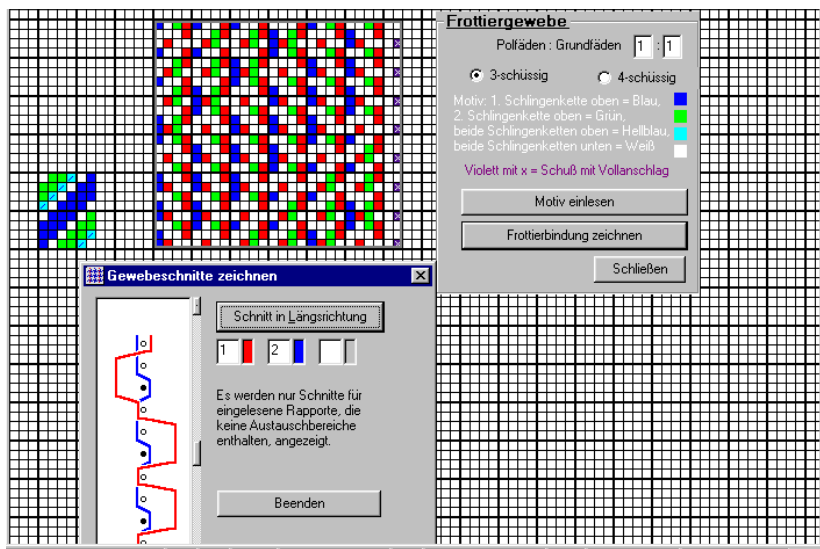 Frottiergewebe
Polfäden : Grundfäden 1 : 1
3-schüssig 4-schüssig
Motiv: 1. Schlingenkette oben = Blau,
2. Schlingenkette oben = Grün,
beide Schlingenketten oben = Hellblau,
beide Schlingenketten unten = Weiß
Violett mit x = Schuß mit Vollanschlag
Motiv einlesen
Frottierbindung zeichnen
Schließen
Gewebeschnitte zeichnen
Schnitt in Längsrichtung
1 2
Es werden nur Schnitte für
eingelesene Rapporte, die
keine Austauschbereiche
enthalten, angezeigt.
Beenden